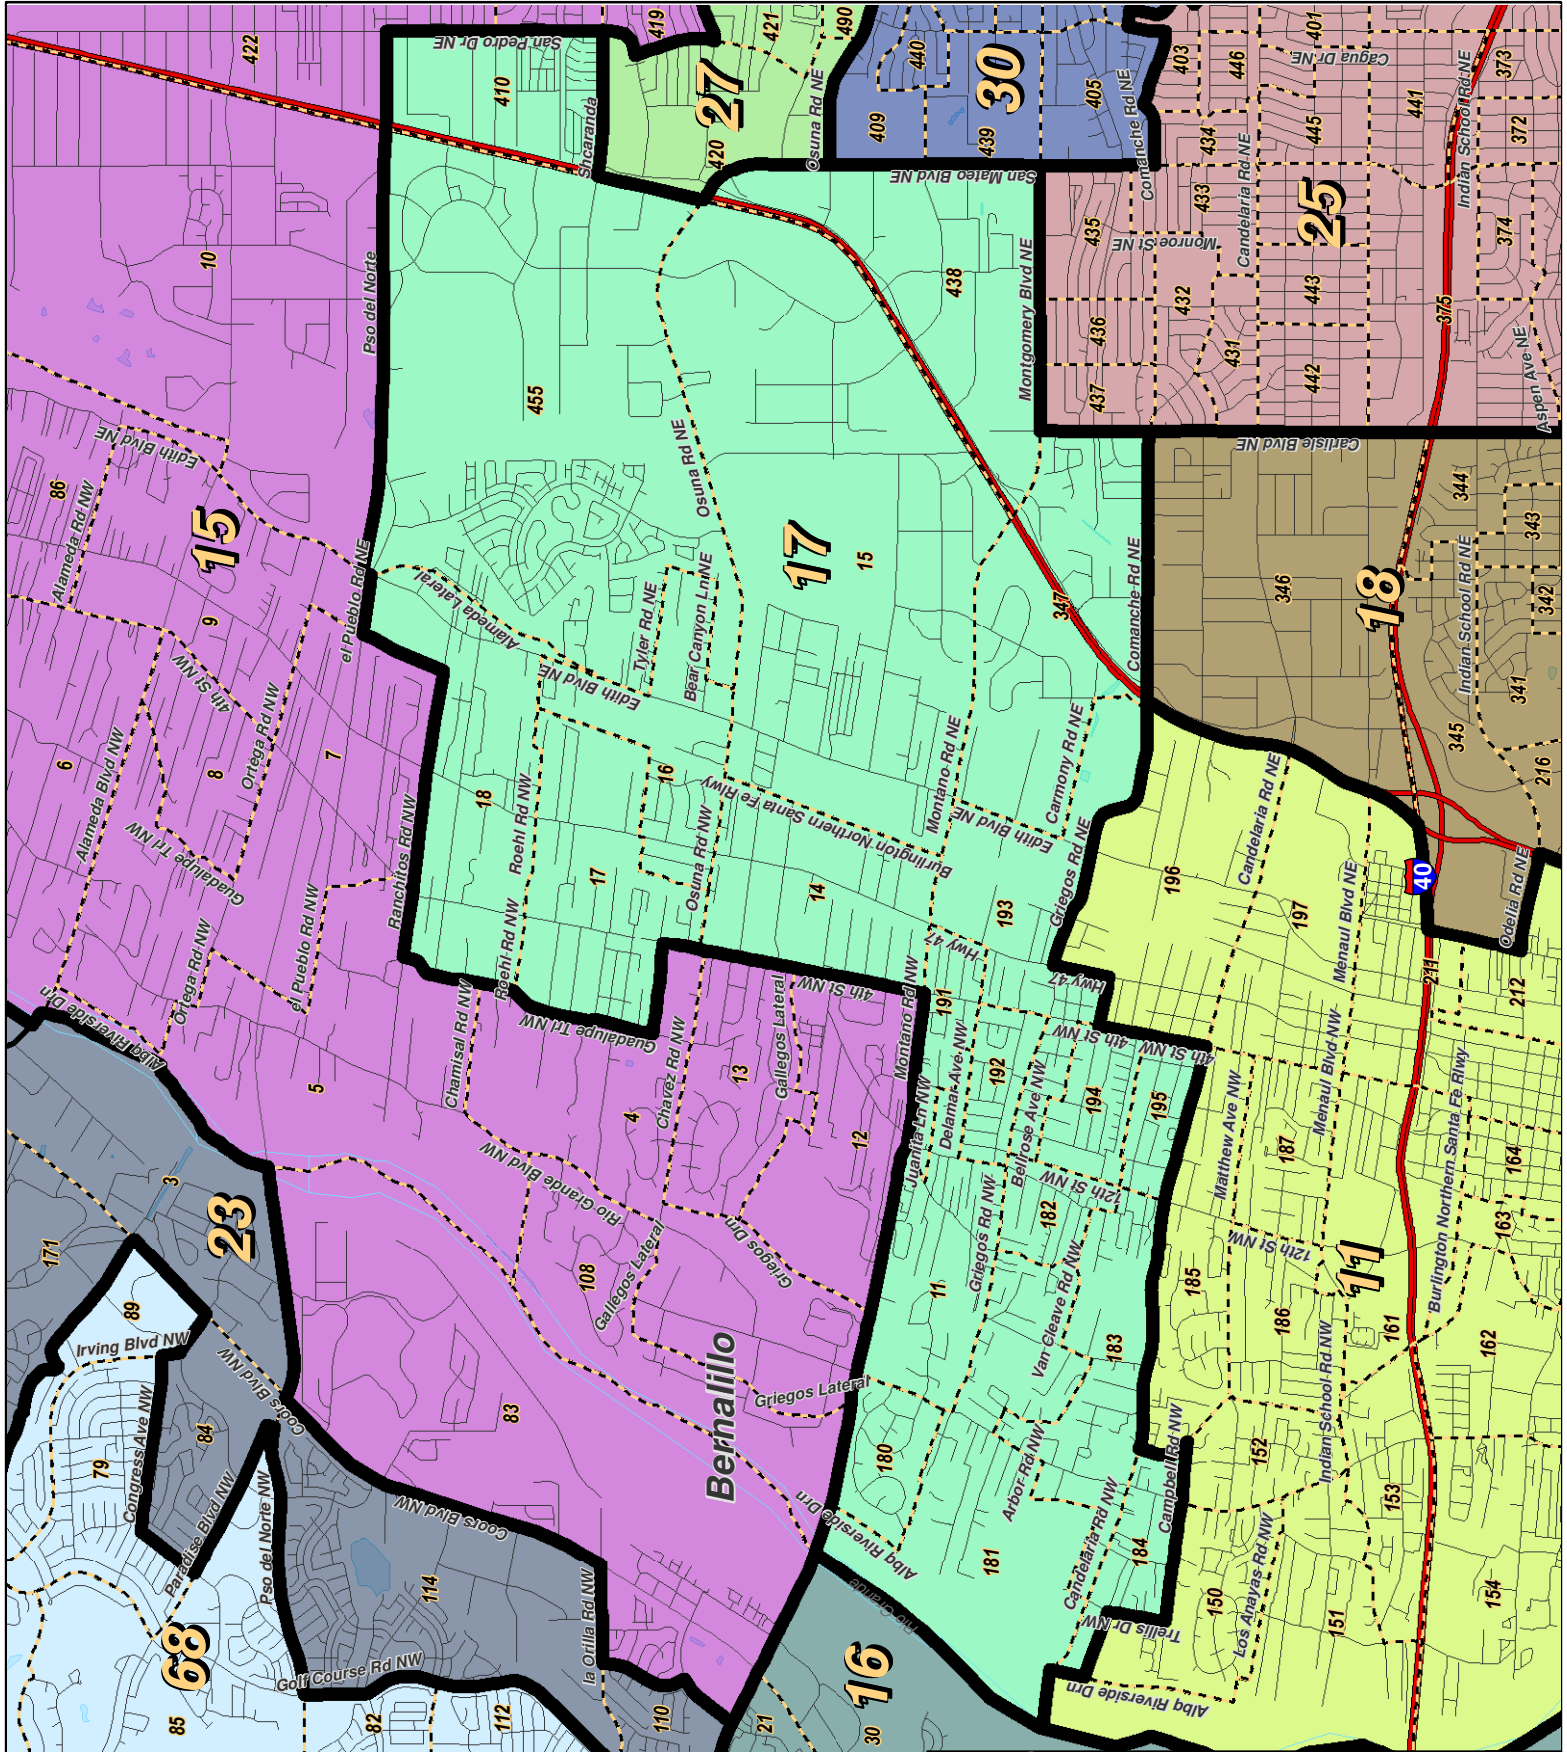 422
San Pedro Dr NE
419
421
490
440
30
409
439
405
410
27
420
Osuna Rd NE
Shcaranda
San Mateo Blvd NE
Comanche Rd NE
403
446
401
Cagua Dr NE
373
441
Indian School Rd NE
434
445
372
Candelaria Rd NE
433
435
Monroe St NE
25
374
432
443
436
431
442
437
375
Aspen Ave NE
Montgomery Blvd NE
438
10
Pso del Norte
455
Osuna Rd NE
Edith Blvd NE
86
Alameda Rd NW
15
9
el Pueblo Rd NE
Alameda Lateral
Tyler Rd NE
Bear Canyon Ln NE
Edith Blvd NE
17
15
347
Comanche Rd NE
Carlisle Blvd NE
346
18
344
343
342
Indian School Rd NE
341
345
216
4th St NW
Ortega Rd NW
7
8
6
Alameda Blvd NW
Guadalupe Trl NW
Ranchitos Rd NW
el Pueblo Rd NW
Ortega Rd NW
el Pueblo Rd NW
18
Roehl Rd NW
Roehl Rd NW
17
16
Osuna Rd NW
Burlington Northern Santa Fe Rlwy
14
Montano Rd NE
Edith Blvd NE
Carmony Rd NE
Griegos Rd NE
193
Hwy 47
Hwy 47
196
Candelaria Rd NE
197
Menaul Blvd NE
40
Odelia Rd NE
211
212
Albq Riverside Drn
5
Chamisal Rd NW
Guadalupe Trl NW
Chavez Rd NW
4
13
Gallegos Lateral
4th St NW
12
Montano Rd NW
191
Juanita Ln NW
Delamar Ave NW
192
Bellrose Ave NW
4th St NW
194
195
4th St NW
Matthew Ave NW
187
Menaul Blvd NW
Burlington Northern Santa Fe Rlwy
164
163
Rio Grande Blvd NW
Gallegos Lateral
108
Griegos Drn
11
Griegos Rd NW
182
12th St NW
Van Cleave Rd NW
183
185
12th St NW
186
11
161
162
Indian School Rd NW
3
23
171
89
Irving Blvd NW
Coors Blvd NW
83
Bernalillo
Griegos Lateral
180
Albq Riverside Drn
181
Arbor Rd NW
Candelaria Rd NW
184
Campbell Rd NW
152
153
154
79
Congress Ave NW
84
Paradise Blvd NW
Pso del Norte NW
Coors Blvd NW
114
la Orilla Rd NW
68
85
Golf Course Rd NW
82
112
110
21
30
16
Rio Grande
Trellis Dr NW
Albq Riverside Drn
150
Los Anayas Rd NW
151